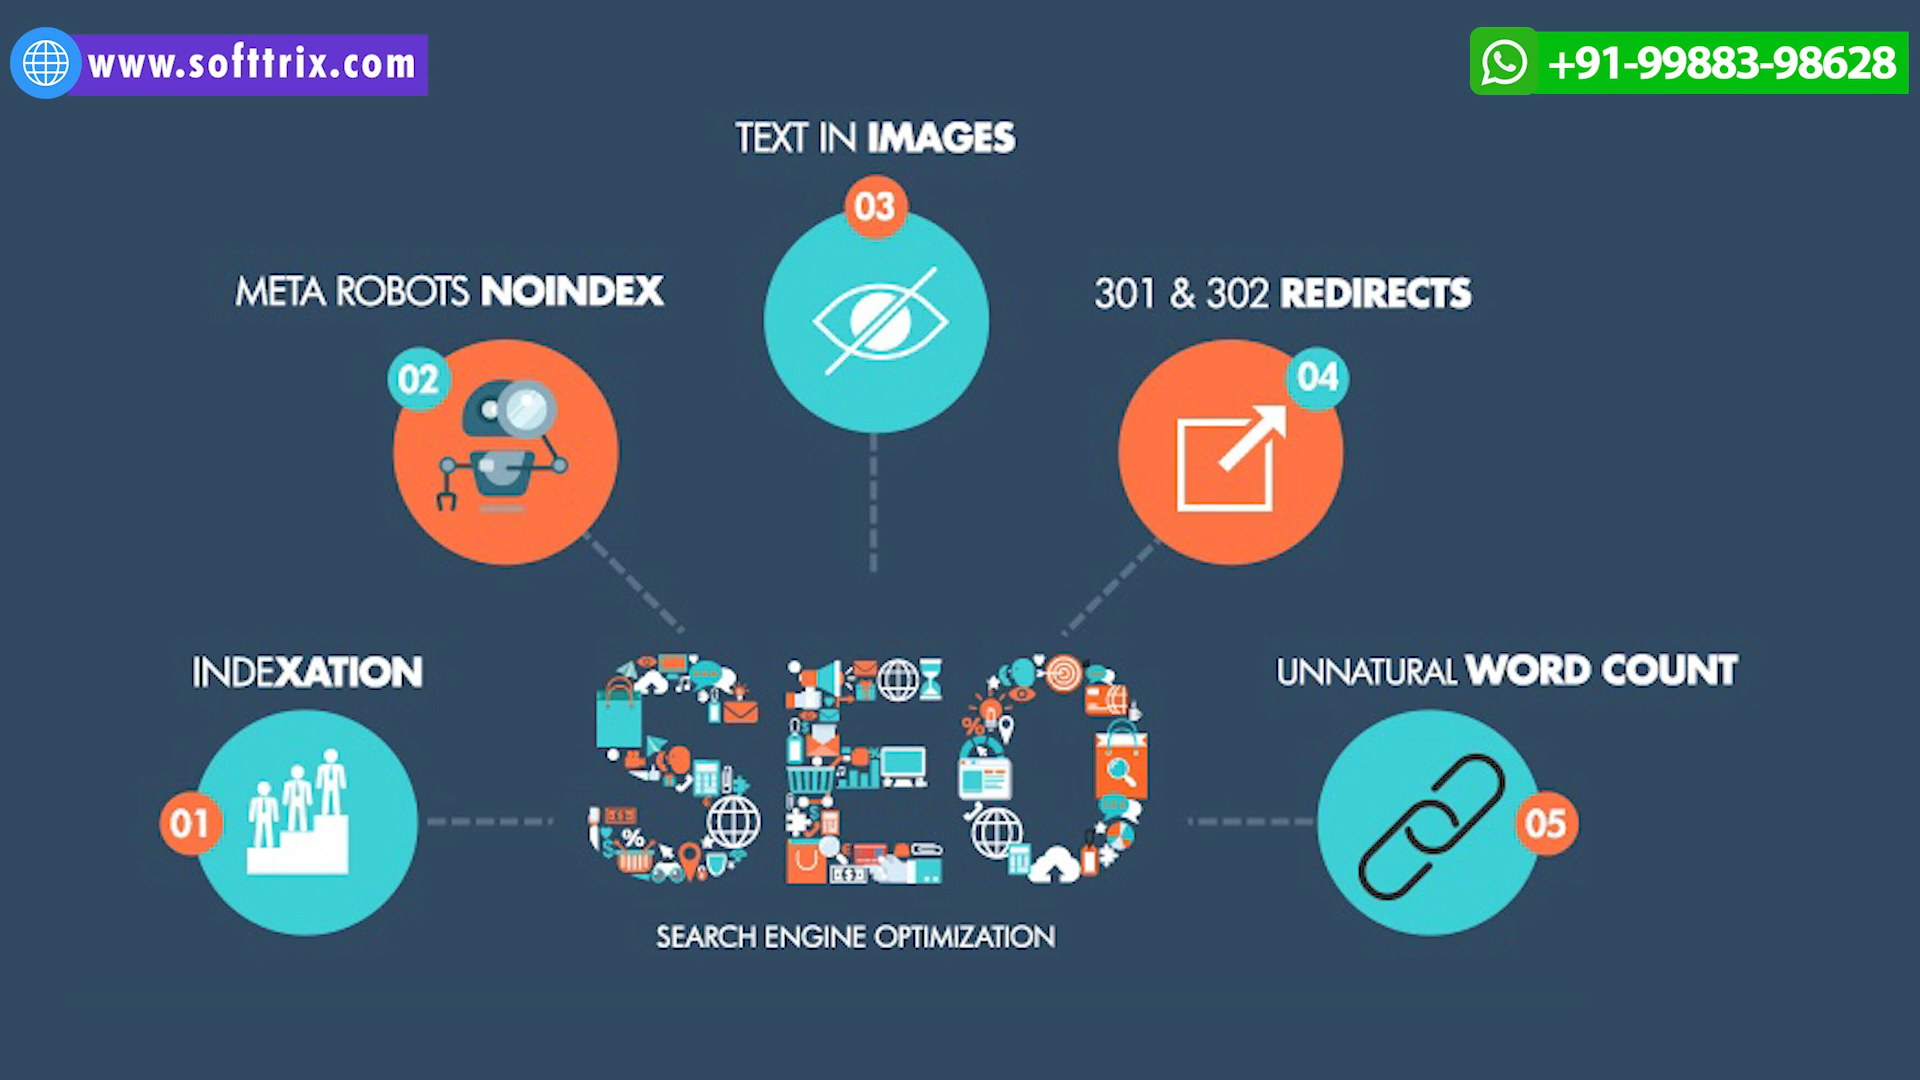 www.softtrix.com
+91-99883-98628
TEXT IN IMAGES
03
META ROBOTS NOINDEX
02
301 & 302 REDIRECTS
04
INDEXATION
01
UNNATURAL WORD COUNT
05
SEO
SEARCH ENGINE OPTIMIZATION